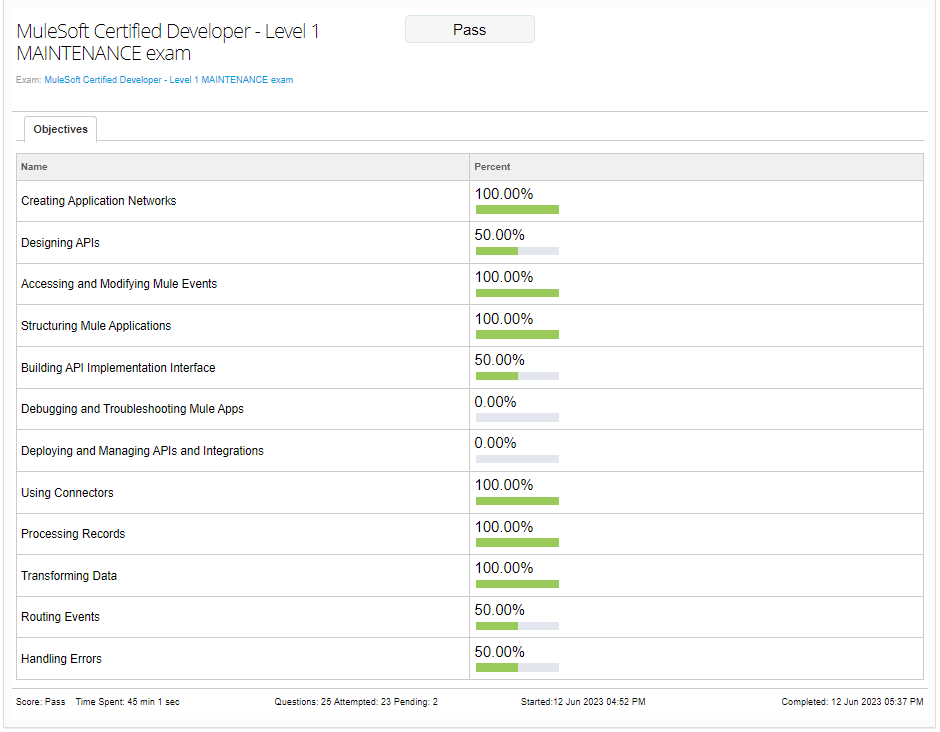 MuleSoft Certified Developer - Level 1
MAINTENANCE exam
Pass
Exam: MuleSoft Certified Developer - Level 1 MAINTENANCE exam
Objectives
Name Percent
Creating Application Networks 100.00%
Designing APIs 50.00%
Accessing and Modifying Mule Events 100.00%
Structuring Mule Applications 100.00%
Building API Implementation Interface 50.00%
Debugging and Troubleshooting Mule Apps 0.00%
Deploying and Managing APIs and Integrations 0.00%
Using Connectors 100.00%
Processing Records 100.00%
Transforming Data 100.00%
Routing Events 50.00%
Handling Errors 50.00%
Score: Pass Time Spent: 45 min 1 sec Questions: 25 Attempted: 23 Pending: 2 Started:12 Jun 2023 04:52 PM Completed: 12 Jun 2023 05:37 PM